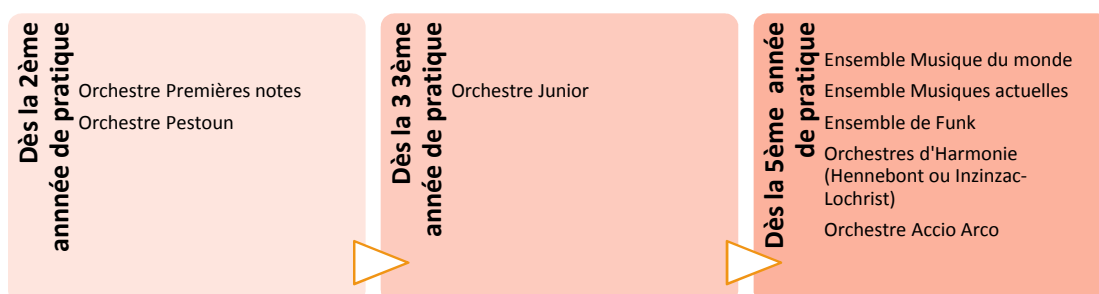 Dès la 2ème
annnée de pratique
Orchestre Premières notes
Orchestre Pestoun
Dès la 3 3ème
année de pratique
Orchestre Junior
Dès la 5ème année
de pratique
Ensemble Musique du monde
Ensemble Musiques actuelles
Ensemble de Funk
Orchestres d'Harmonie
(Hennebont ou Inzinzac-
Lochrist)
Orchestre Accio Arco